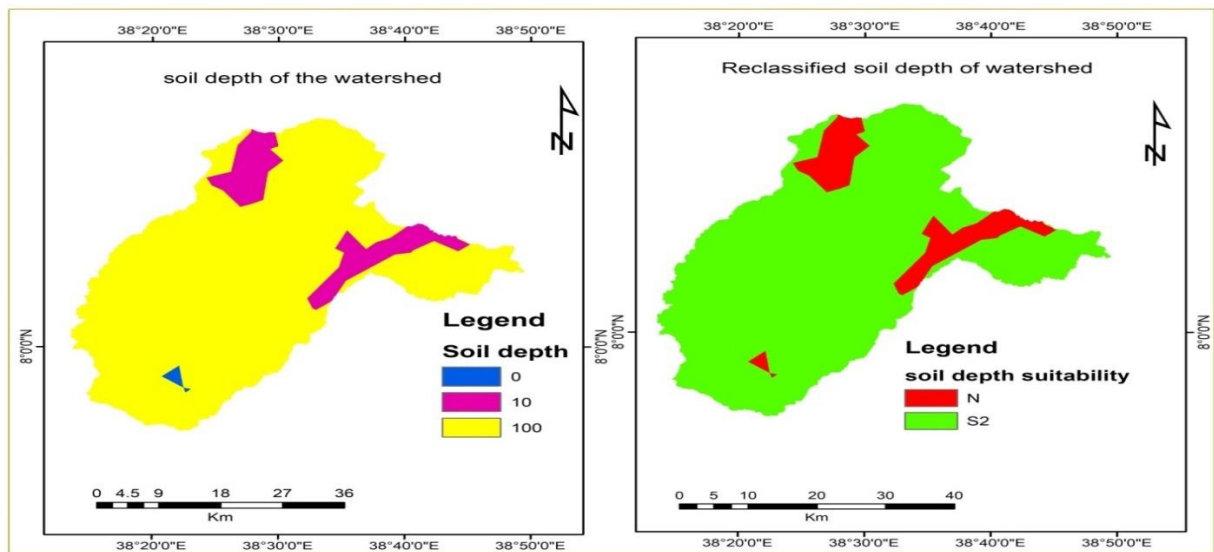 38°20'0"E 38°30'0"E 38°40'0"E 38°50'0"E
soil depth of the watershed
N
8°0'0"N
Legend
Soil depth
0
10
100
0 4.5 9 18 27 36
Km
38°20'0"E 38°30'0"E 38°40'0"E 38°50'0"E
38°20'0"E 38°30'0"E 38°40'0"E 38°50'0"E
Reclassified soil depth of watershed
N
8°0'0"N
8°0'0"N
Legend
soil depth suitability
N
S2
0 5 10 20 30 40
Km
38°20'0"E 38°30'0"E 38°40'0"E 38°50'0"E